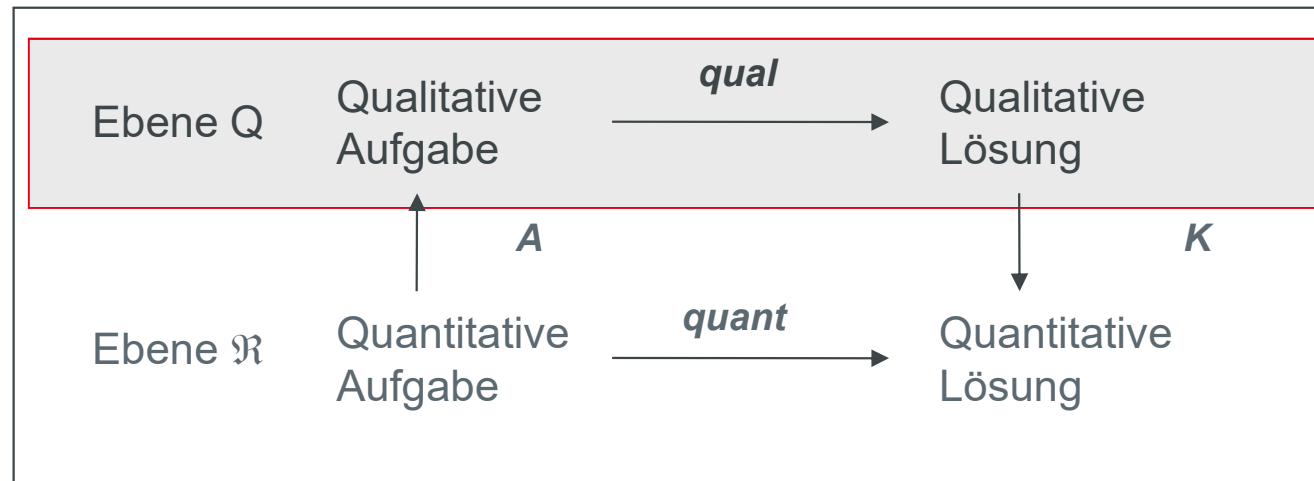 Ebene Q
Qualitative
Aufgabe
qual
Qualitative
Lösung
A
K
Ebene ℜ
Quantitative
Aufgabe
quant
Quantitative
Lösung